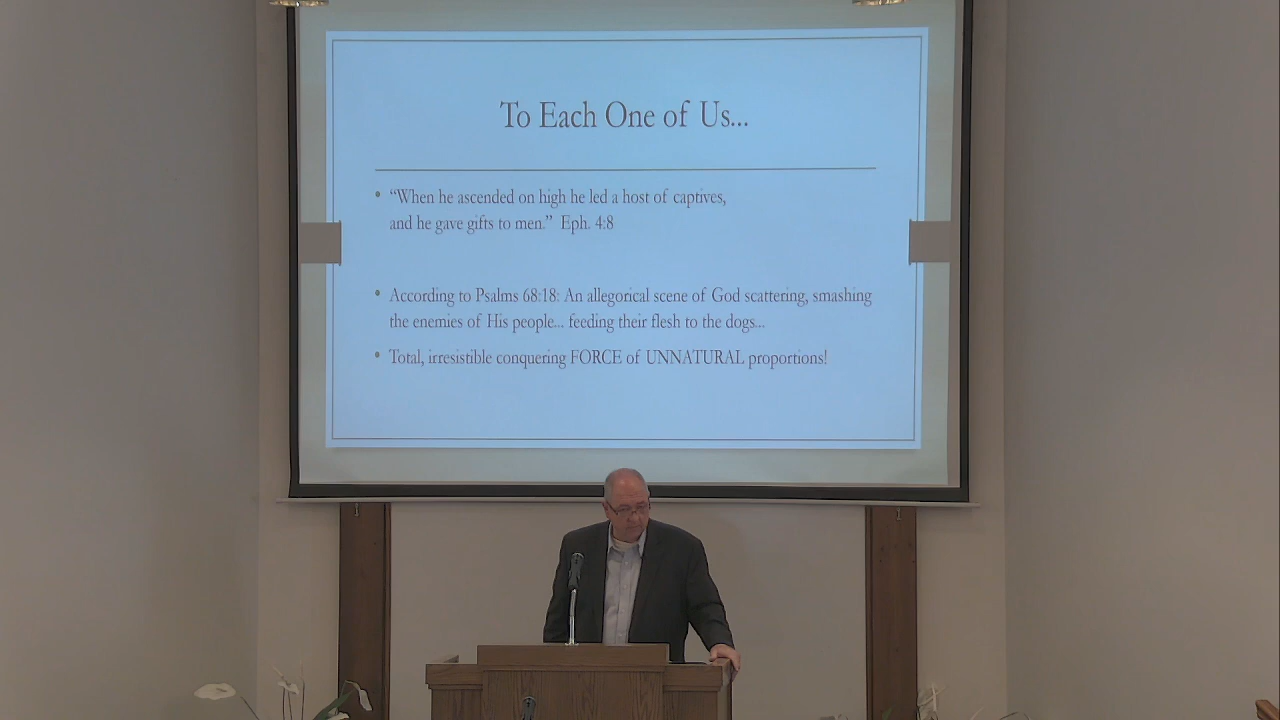 To Each One of Us...
• “When he ascended on high he led a host of captives,
and he gave gifts to men.” Eph. 4:8
• According to Psalms 68:18: An allegorical scene of God scattering, smashing
the enemies of His people... feeding their flesh to the dogs...
• Total, irresistible conquering FORCE of UNNATURAL proportions!